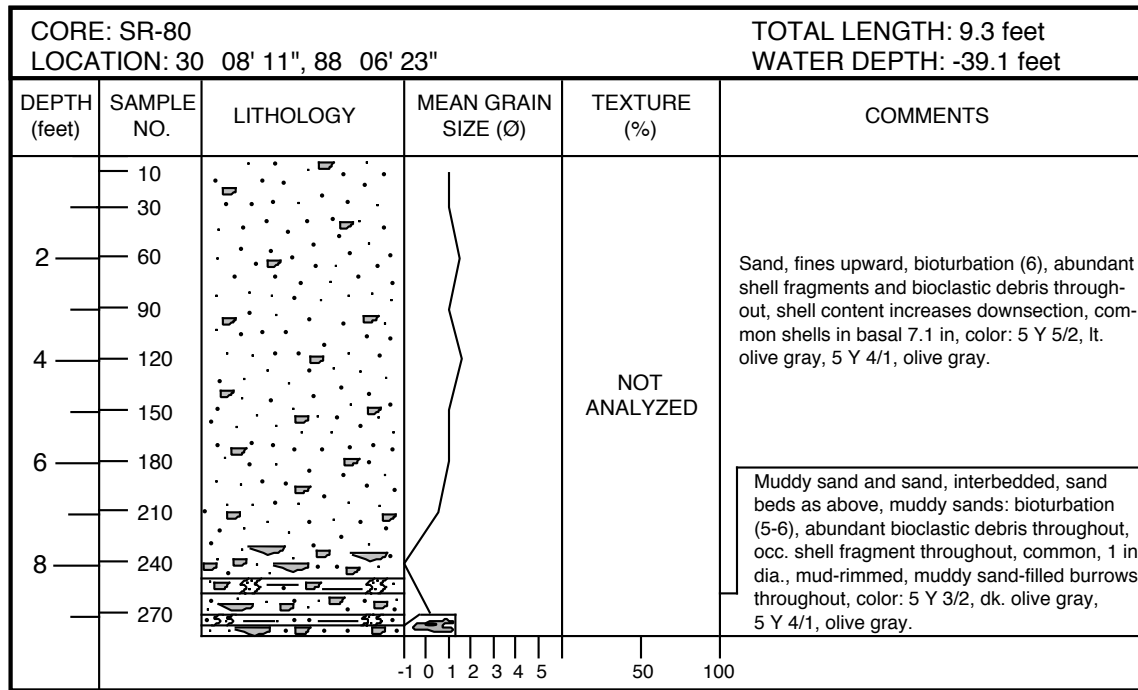 CORE: SR-80
TOTAL LENGTH: 9.3 feet
LOCATION: 30 08' 11", 88 06' 23"
WATER DEPTH: -39.1 feet
DEPTH
(feet)
SAMPLE
NO.
LITHOLOGY
MEAN GRAIN
SIZE (Ø)
TEXTURE
(%)
COMMENTS
2
4
6
8
10
30
60
90
120
150
180
210
240
270
NOT
ANALYZED
Sand, fines upward, bioturbation (6), abundant
shell fragments and bioclastic debris through-
out, shell content increases downsection, com-
mon shells in basal 7.1 in, color: 5 Y 5/2, lt.
olive gray, 5 Y 4/1, olive gray.
Muddy sand and sand, interbedded, sand
beds as above, muddy sands: bioturbation
(5-6), abundant bioclastic debris throughout,
occ. shell fragment throughout, common, 1 in
dia., mud-rimmed, muddy sand-filled burrows
throughout, color: 5 Y 3/2, dk. olive gray,
5 Y 4/1, olive gray.
-1 0 1 2 3 4 5
50 100